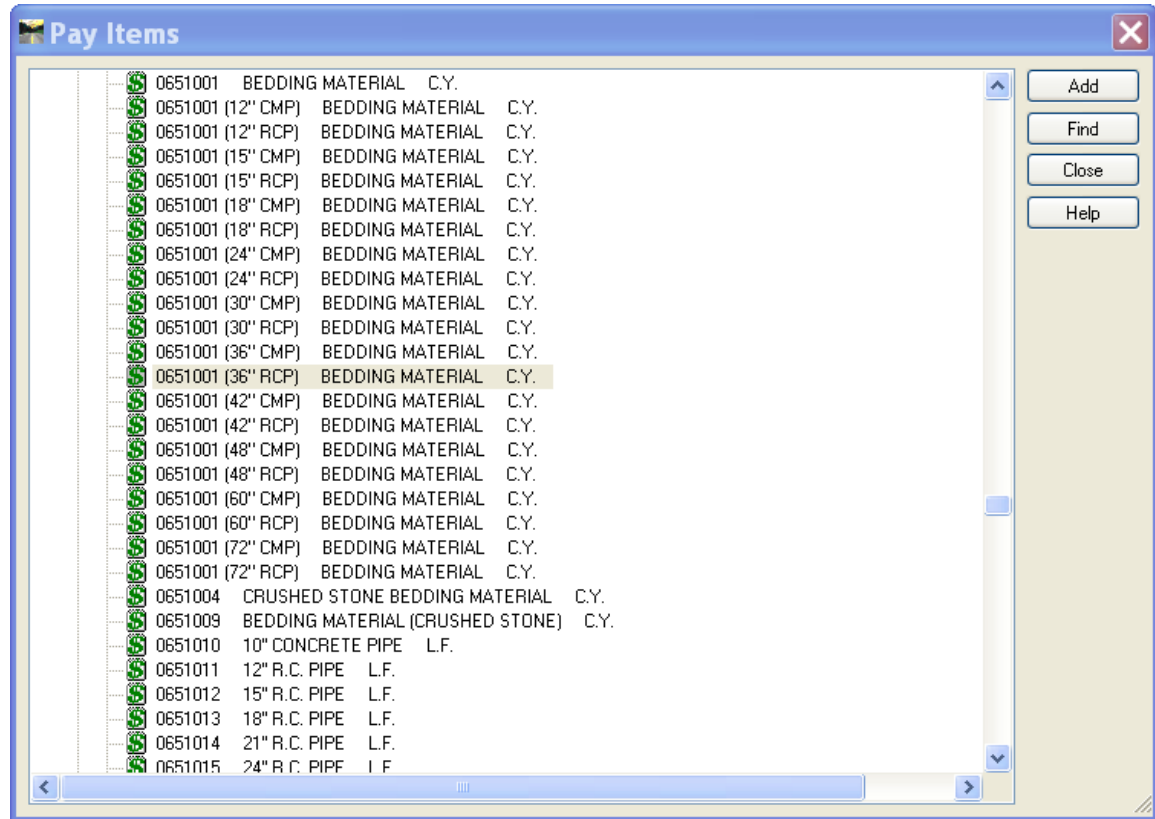 Pay Items
0651001 BEDDING MATERIAL C.Y.
0651001 (12" CMP) BEDDING MATERIAL C.Y.
0651001 (12" RCP) BEDDING MATERIAL C.Y.
0651001 (15" CMP) BEDDING MATERIAL C.Y.
0651001 (15" RCP) BEDDING MATERIAL C.Y.
0651001 (18" CMP) BEDDING MATERIAL C.Y.
0651001 (18" RCP) BEDDING MATERIAL C.Y.
0651001 (24" CMP) BEDDING MATERIAL C.Y.
0651001 (24" RCP) BEDDING MATERIAL C.Y.
0651001 (30" CMP) BEDDING MATERIAL C.Y.
0651001 (30" RCP) BEDDING MATERIAL C.Y.
0651001 (36" CMP) BEDDING MATERIAL C.Y.
0651001 (36" RCP) BEDDING MATERIAL C.Y.
0651001 (42" CMP) BEDDING MATERIAL C.Y.
0651001 (42" RCP) BEDDING MATERIAL C.Y.
0651001 (48" CMP) BEDDING MATERIAL C.Y.
0651001 (48" RCP) BEDDING MATERIAL C.Y.
0651001 (60" CMP) BEDDING MATERIAL C.Y.
0651001 (60" RCP) BEDDING MATERIAL C.Y.
0651001 (72" CMP) BEDDING MATERIAL C.Y.
0651001 (72" RCP) BEDDING MATERIAL C.Y.
0651004 CRUSHED STONE BEDDING MATERIAL C.Y.
0651009 BEDDING MATERIAL (CRUSHED STONE) C.Y.
0651010 10" CONCRETE PIPE L.F.
0651011 12" R.C. PIPE L.F.
0651012 15" R.C. PIPE L.F.
0651013 18" R.C. PIPE L.F.
0651014 21" R.C. PIPE L.F.
0651015 24" R.C. PIPE L.F.
Add
Find
Close
Help